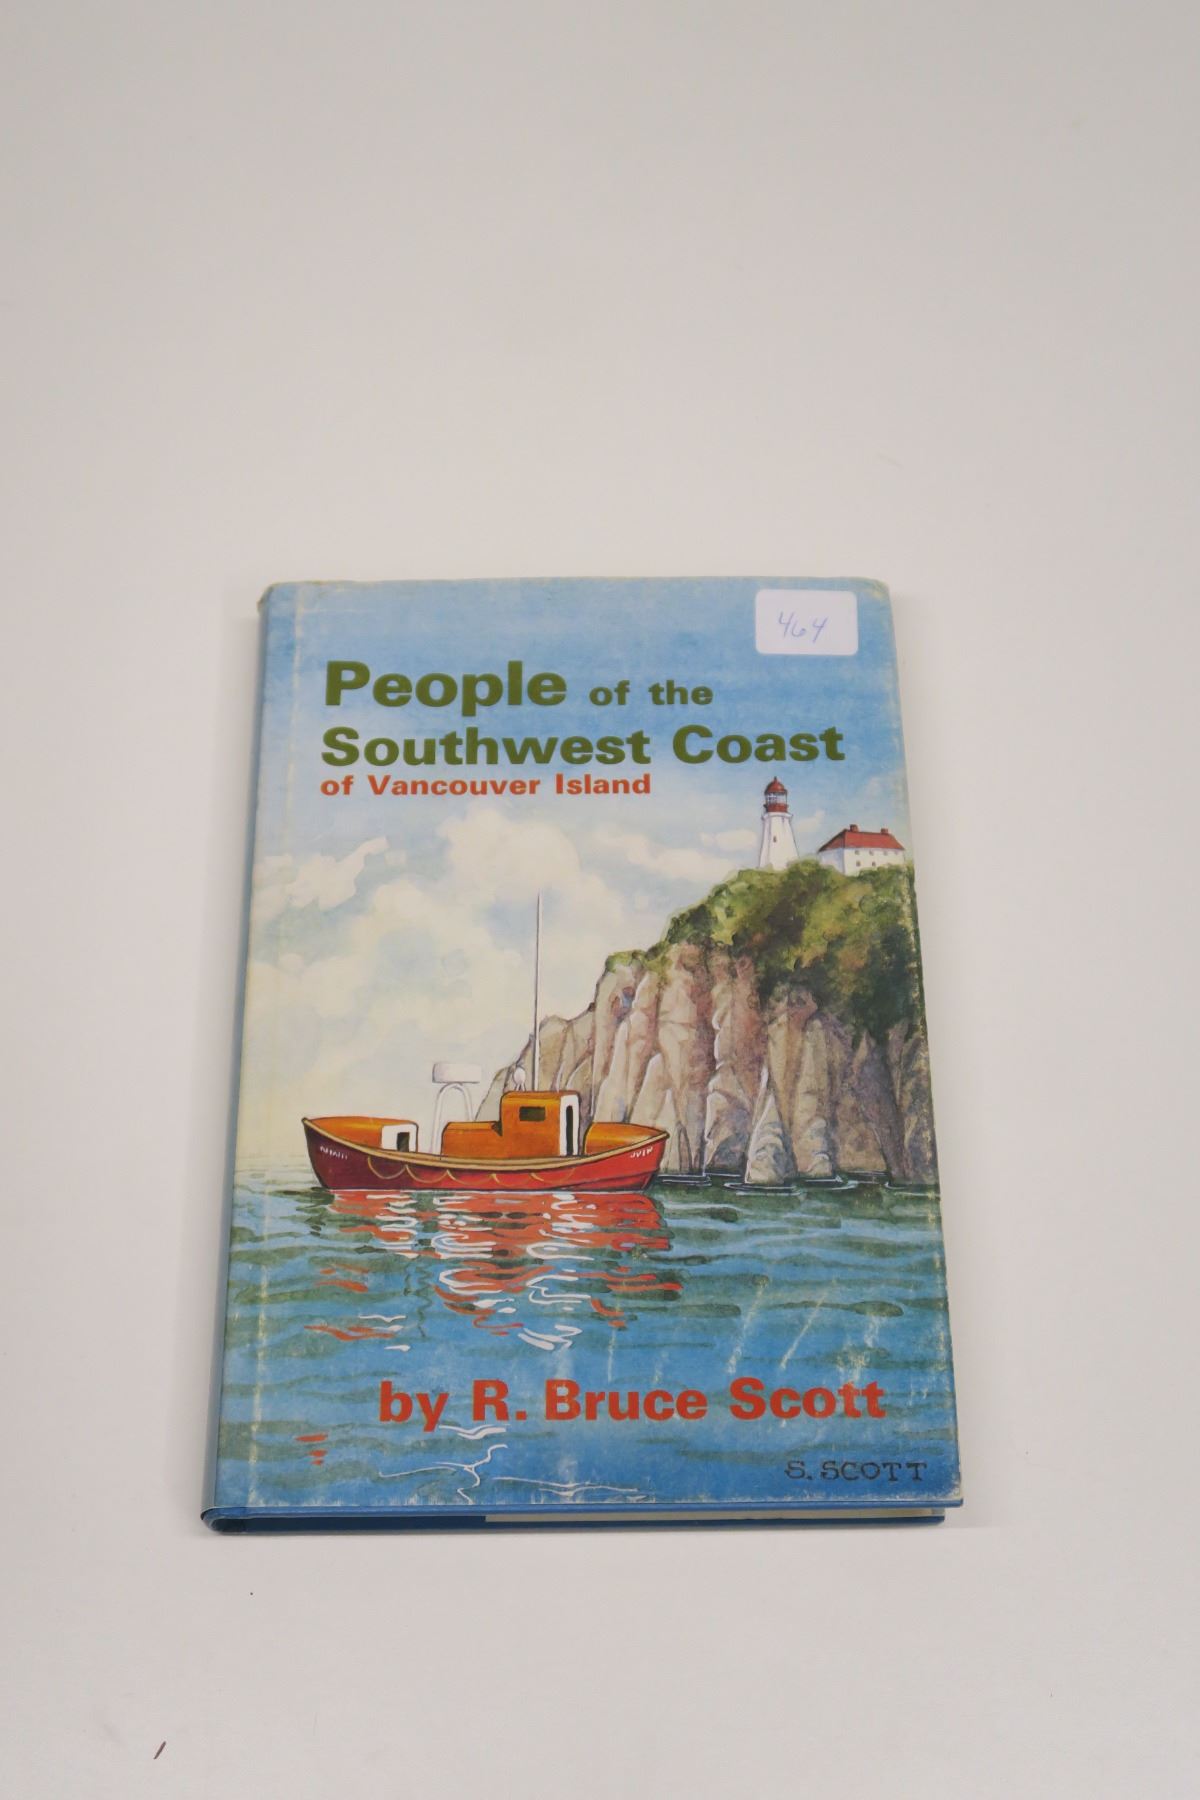 464
People of the
Southwest Coast
of Vancouver Island
by R. Bruce Scott
S. SCOTT